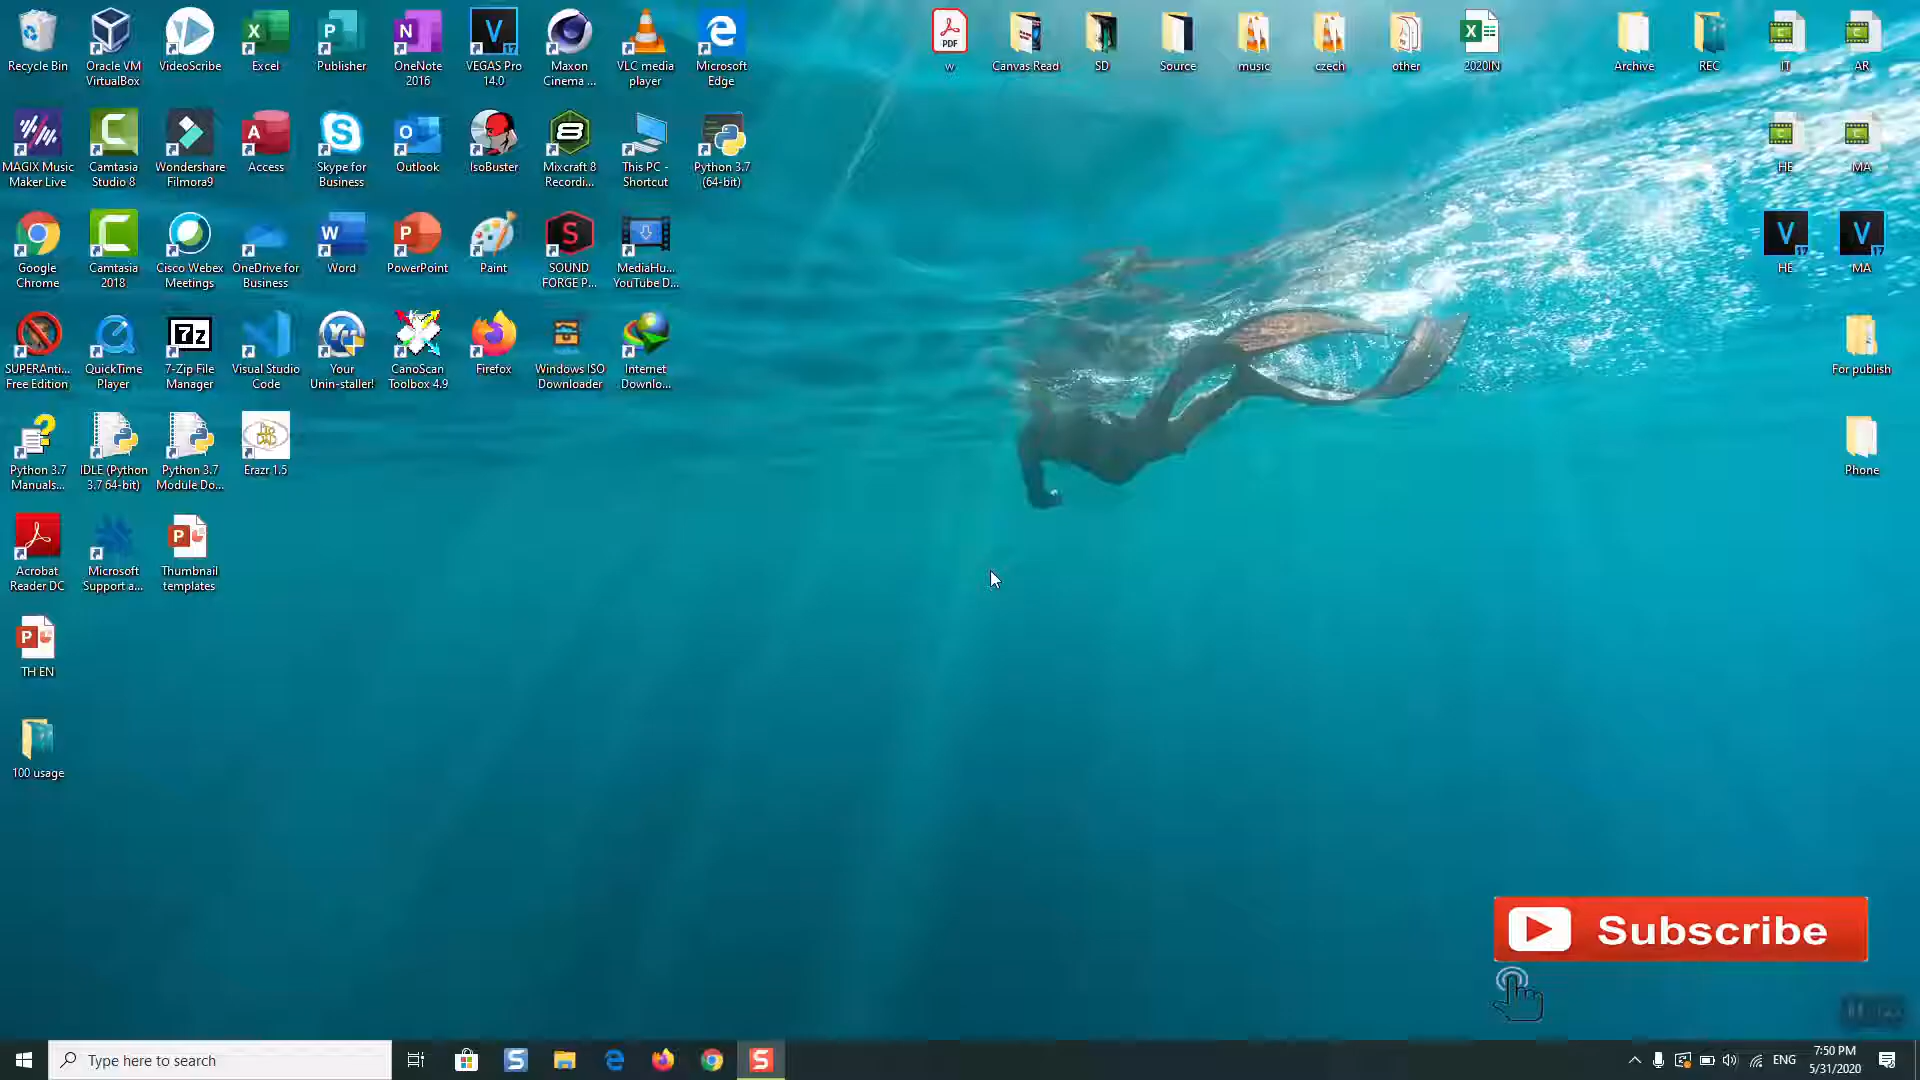 Recycle Bin
Oracle VM
VirtualBox
VideoScribe
Excel
Publisher
OneNote
2016
VEGAS Pro
14.0
Maxon
Cinema ...
VLC media
player
Microsoft
Edge
PDF
w
Canvas Read
SD
Source
music
czech
other
2020IN
Archive
REC
IT
AR
MAGIX Music
Maker Live
Camtasia
Studio 8
Wondershare
Filmora9
Access
Skype for
Business
Outlook
IsoBuster
Mixcraft 8
Recordi...
This PC -
Shortcut
Python 3.7
(64-bit)
HE
MA
Google
Chrome
Camtasia
2018
Cisco Webex
Meetings
OneDrive for
Business
Word
PowerPoint
Paint
SOUND
FORGE P...
MediaHu...
YouTube D...
HE
MA
SUPERAnti...
Free Edition
QuickTime
Player
7-Zip File
Manager
Visual Studio
Code
Your
Unin-staller!
CanoScan
Toolbox 4.9
Firefox
Windows ISO
Downloader
Internet
Downlo...
For publish
Python 3.7
Manuals...
IDLE (Python
3.7 64-bit)
Python 3.7
Module Do...
Erazr 1.5
Phone
Acrobat
Reader DC
Microsoft
Support a...
Thumbnail
templates
TH EN
100 usage
Subscribe
Type here to search
ENG
7:50 PM
5/31/2020